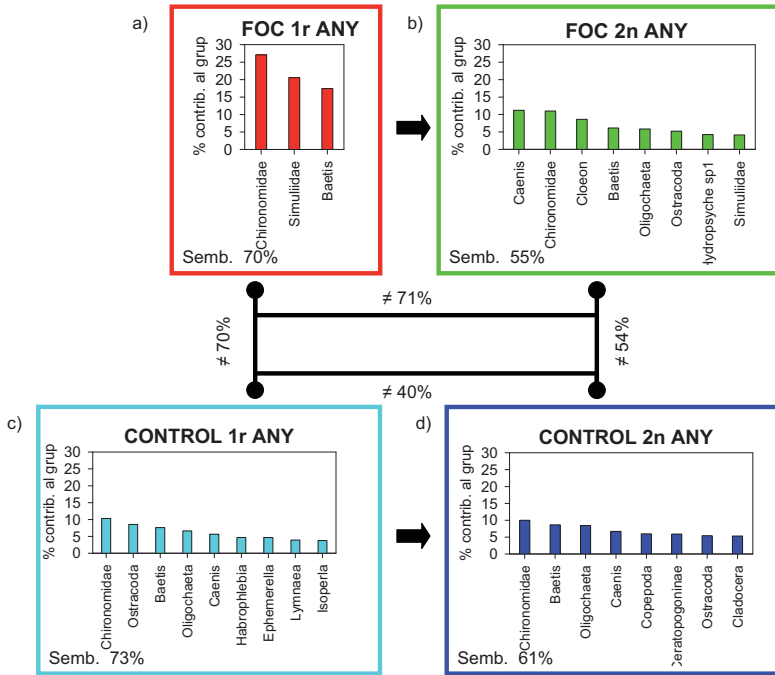 a)
FOC 1r ANY
% contrib. al grup
30
25
20
15
10
5
0
Chironomidae
Simuliidae
Baetis
Semb. 70%
b)
FOC 2n ANY
% contrib. al grup
30
25
20
15
10
5
0
Caenis
Chironomidae
Cloeon
Baetis
Oligochaeta
Ostracoda
Hydropsyche sp1
Simuliidae
Semb. 55%
≠ 71%
≠ 70%
≠ 54%
≠ 40%
c)
CONTROL 1r ANY
% contrib. al grup
30
25
20
15
10
5
0
Chironomidae
Ostracoda
Baetis
Oligochaeta
Caenis
Habrophlebia
Ephemerella
Lymnaea
Isoperla
Semb. 73%
d)
CONTROL 2n ANY
% contrib. al grup
30
25
20
15
10
5
0
Chironomidae
Baetis
Oligochaeta
Caenis
Copepoda
Ceratopogoninae
Ostracoda
Cladocera
Semb. 61%